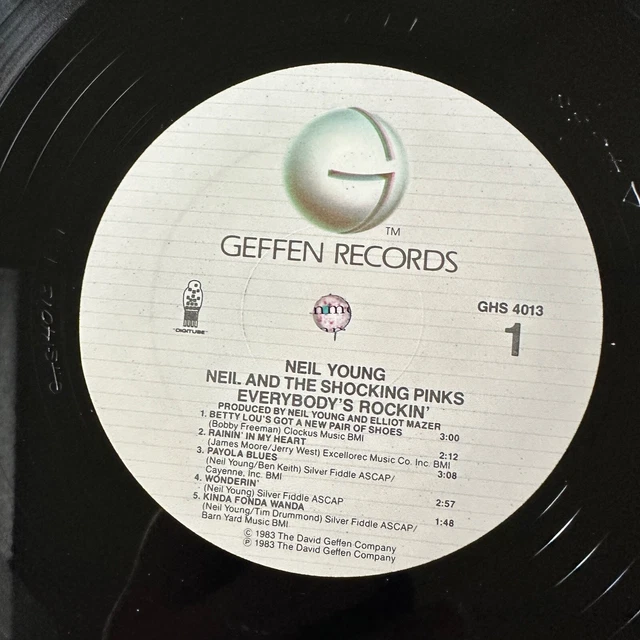 TM
GEFFEN RECORDS
"DIGITUBE"
GHS 4013
1
NEIL YOUNG
NEIL AND THE SHOCKING PINKS
EVERYBODY'S ROCKIN'
PRODUCED BY NEIL YOUNG AND ELLIOT MAZER
1. BETTY LOU'S GOT A NEW PAIR OF SHOES
(Bobby Freeman) Clockus Music BMI 3:00
2. RAININ' IN MY HEART
(James Moore/Jerry West) Excellorec Music Co. Inc. BMI 2:12
3. PAYOLA BLUES 3:08
(Neil Young/Ben Keith) Silver Fiddle ASCAP/
Cayenne, Inc. BMI
4. WONDERIN'
(Neil Young) Silver Fiddle ASCAP 2:57
5. KINDA FONDA WANDA
(Neil Young/Tim Drummond) Silver Fiddle ASCAP/ 1:48
Barn Yard Music BMI
© 1983 The David Geffen Company
℗ 1983 The David Geffen Company